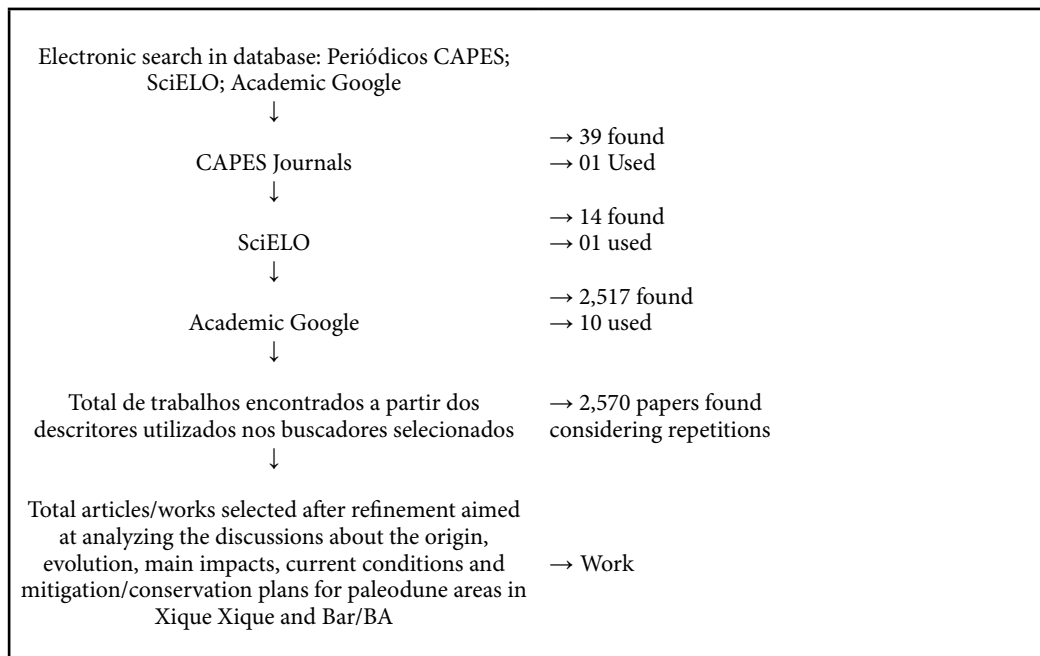 Electronic search in database: Periódicos CAPES;
SciELO; Academic Google
↓
→ 39 found
CAPES Journals → 01 Used
↓
→ 14 found
SciELO → 01 used
↓
→ 2,517 found
Academic Google → 10 used
↓
Total de trabalhos encontrados a partir dos → 2,570 papers found
descritores utilizados nos buscadores selecionados considering repetitions
↓
Total articles/works selected after refinement aimed
at analyzing the discussions about the origin,
evolution, main impacts, current conditions and → Work
mitigation/conservation plans for paleodune areas in
Xique Xique and Bar/BA